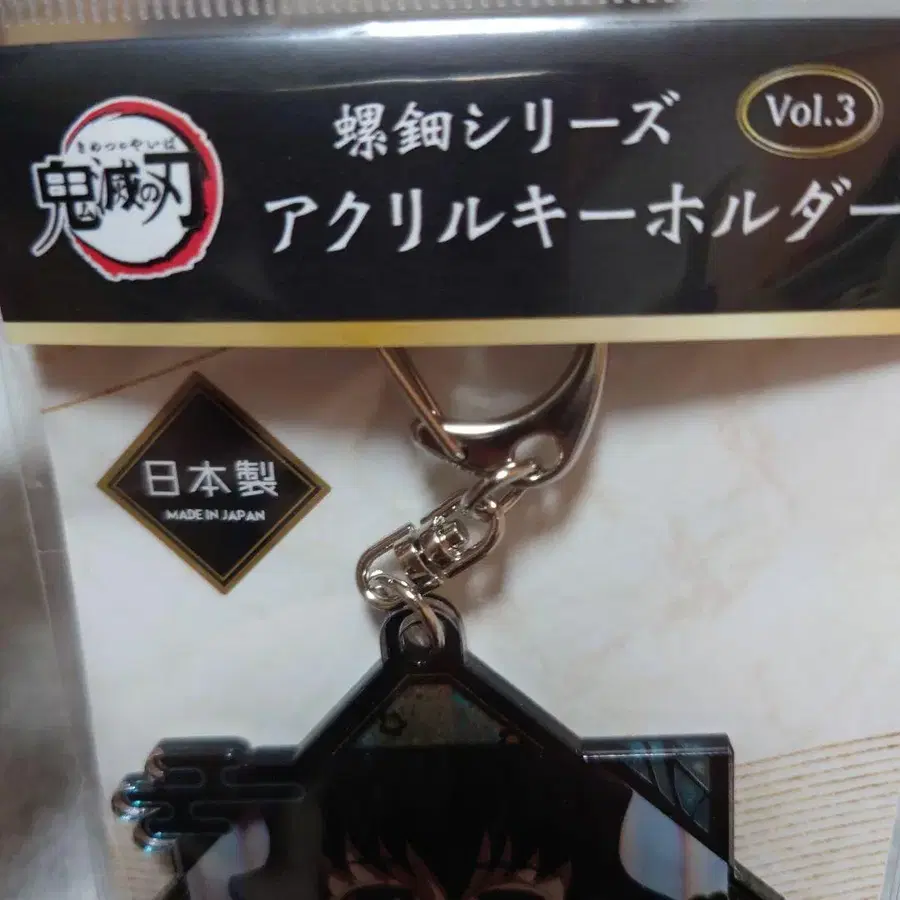 きめつのやいば
鬼滅の刃
螺鈿シリーズ
Vol.3
アクリルキーホルダー
日本製
MADE IN JAPAN